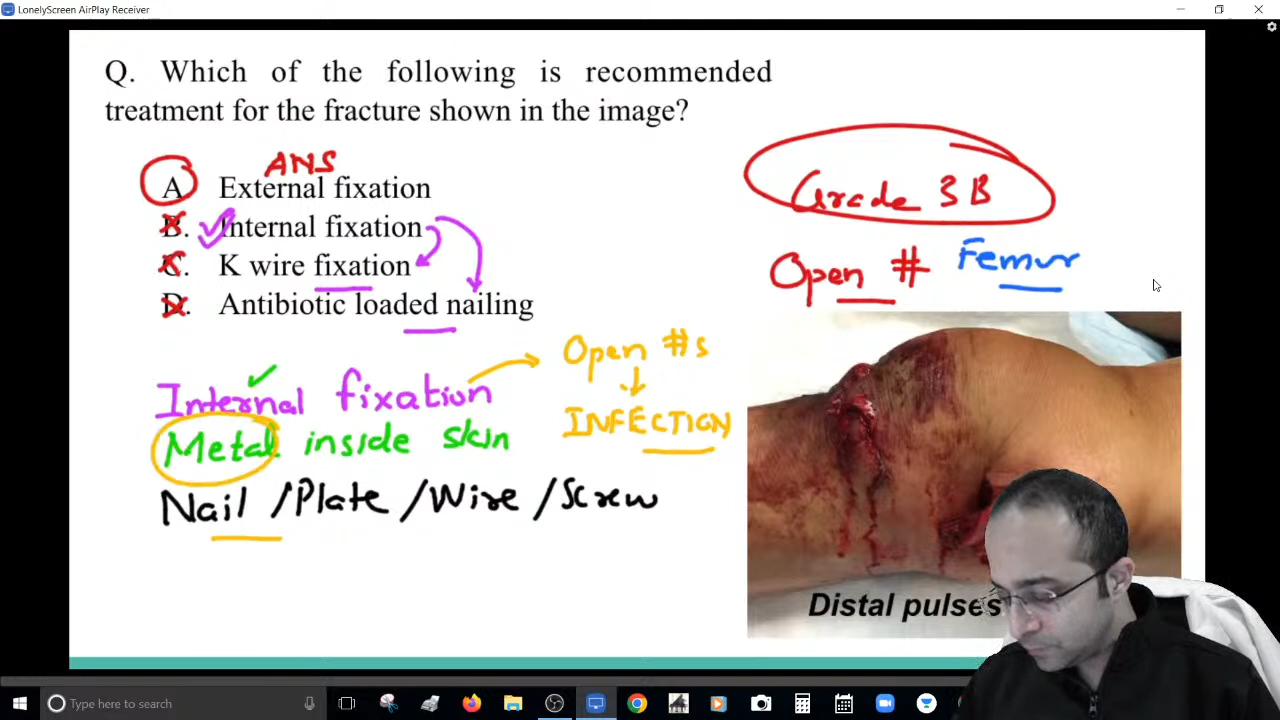 LonelyScreen AirPlay Receiver
Q. Which of the following is recommended
treatment for the fracture shown in the image?
ANS
A. External fixation
B. Internal fixation
C. K wire fixation
D. Antibiotic loaded nailing
Grade 3B
Open # Femur
Open #s
INFECTION
Internal fixation
Metal inside skin
Nail /Plate /Wire /Screw
Distal pulses
Type here to search